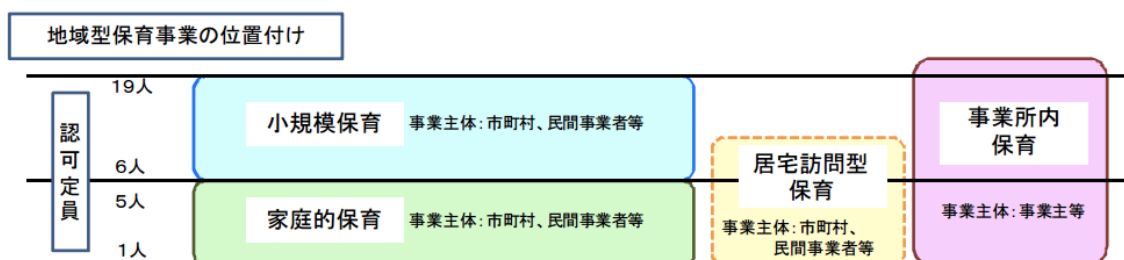 地域型保育事業の位置付け
認可定員
19人
6人
5人
1人
小規模保育 事業主体:市町村、民間事業者等
家庭的保育 事業主体:市町村、民間事業者等
居宅訪問型
保育
事業主体:市町村、
民間事業者等
事業所内
保育
事業主体:事業主等